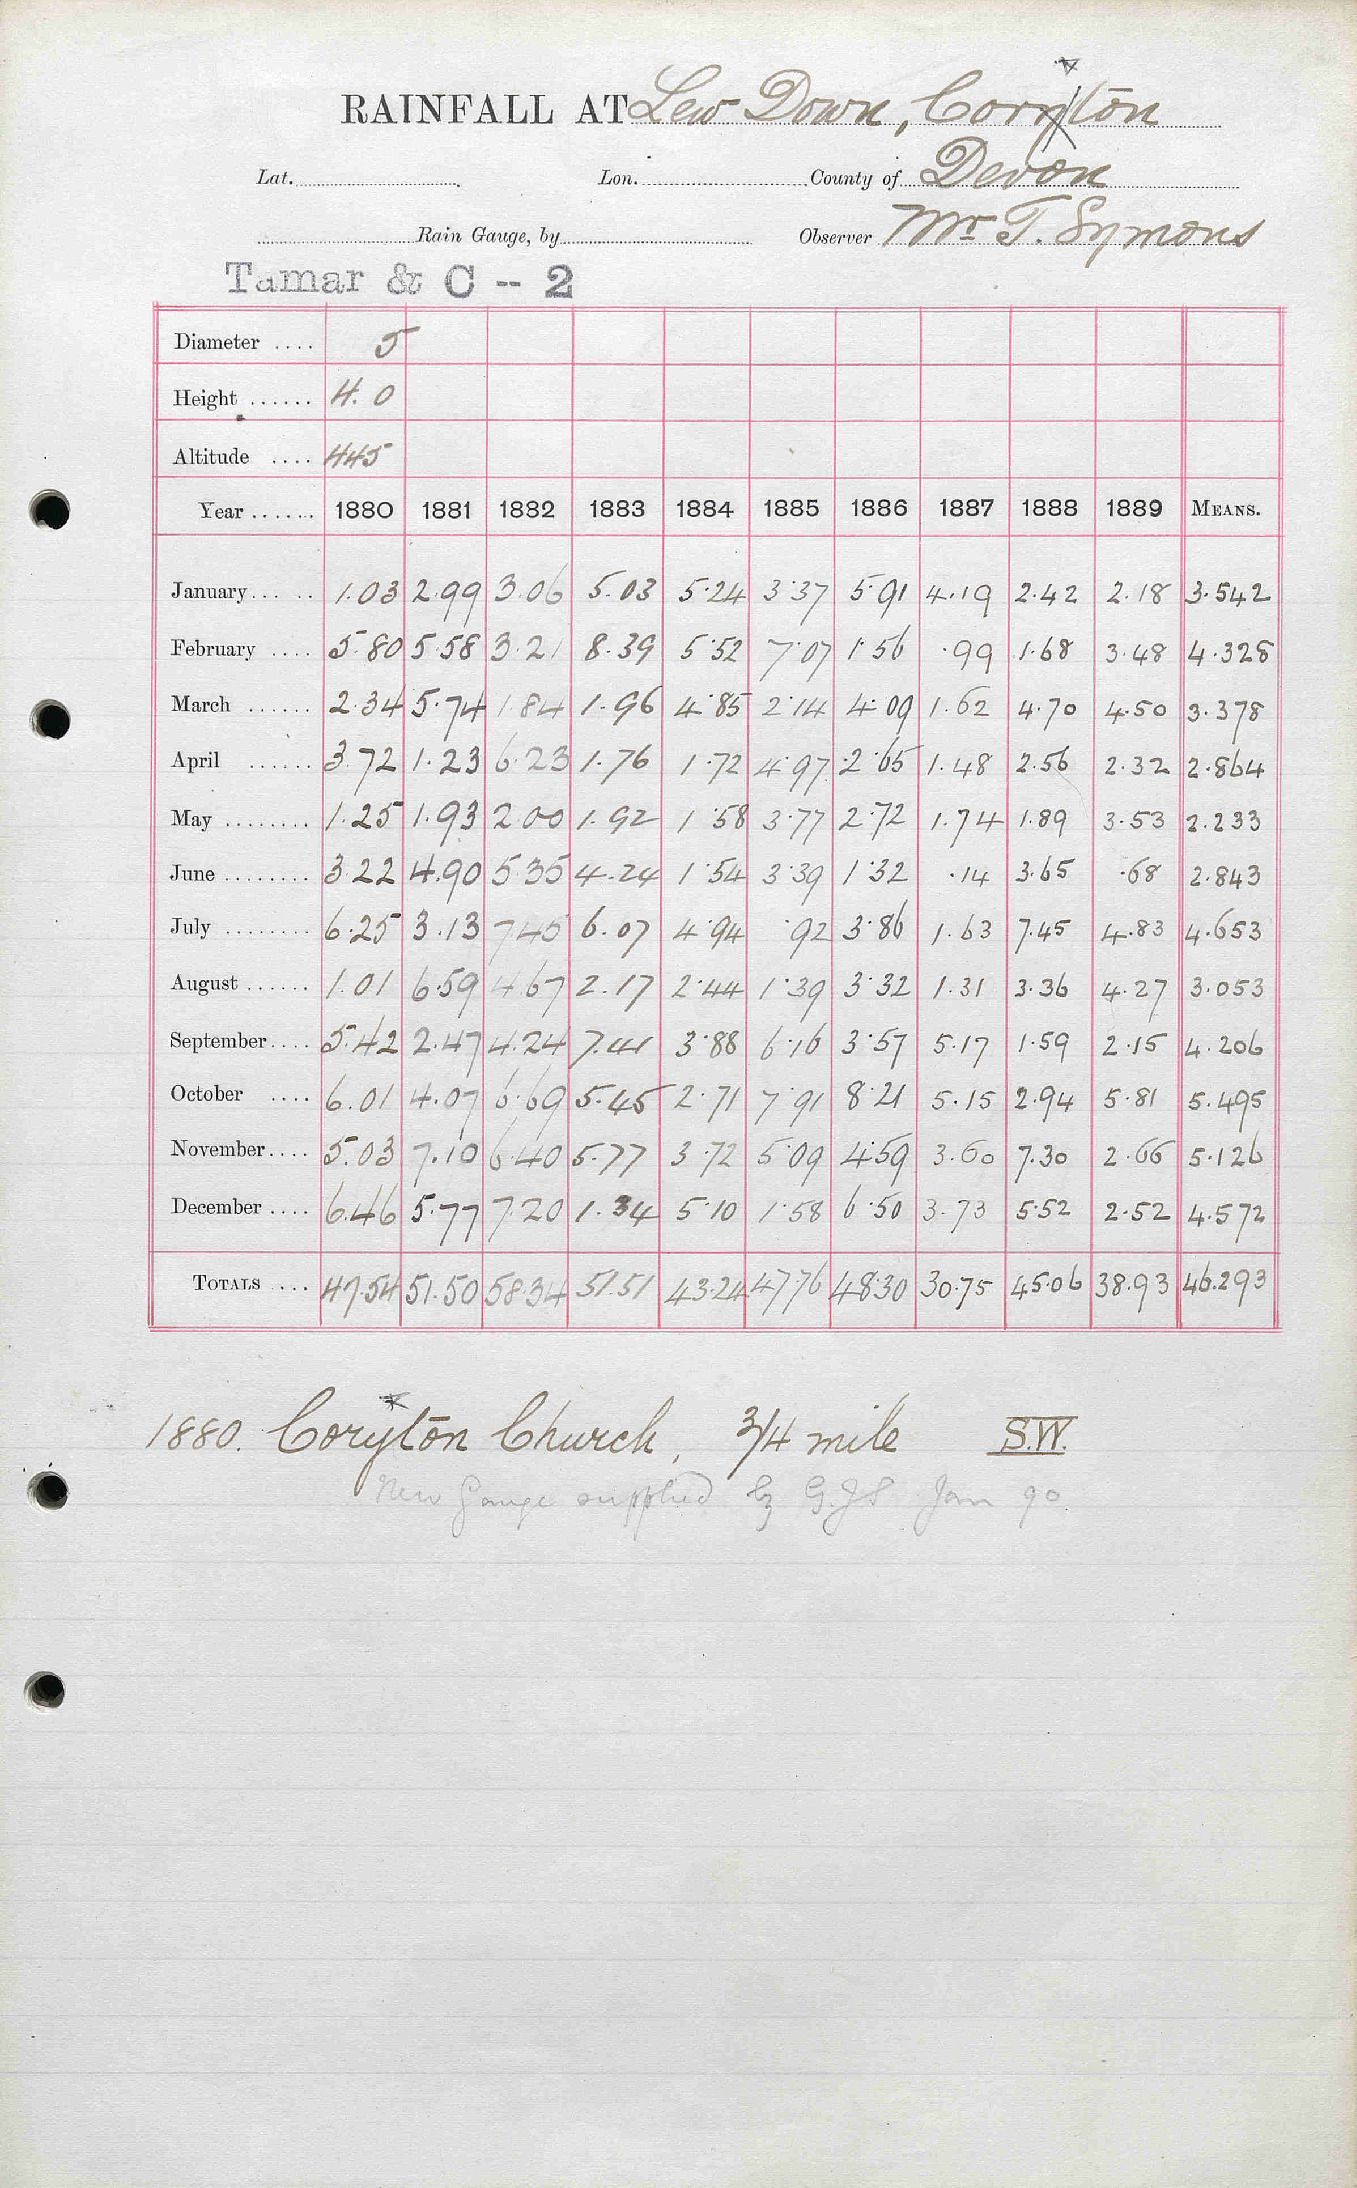 RAINFALL AT Lew Down, Coryton
Lat. Lon. County of Devon
Rain Gauge, by Observer Mr T. Symons
Tamar & C -- 2
Diameter .... 5
Height ...... 4.0
Altitude .... 445
Year ...... 1880 1881 1882 1883 1884 1885 1886 1887 1888 1889 MEANS.
January ... .. 1.03 2.99 3.06 5.03 5.24 3.37 5.91 4.19 2.42 2.18 3.542
February .... 5.80 5.58 3.21 8.39 5.52 7.07 1.56 .99 1.68 3.48 4.328
March ...... 2.34 5.74 1.84 1.96 4.85 2.14 4.09 1.62 4.70 4.50 3.378
April ...... 3.72 1.23 6.23 1.76 1.72 4.97 2.65 1.48 2.56 2.32 2.864
May ........ 1.25 1.93 2.00 1.92 1.58 3.77 2.72 1.74 1.89 3.53 2.233
June ........ 3.22 4.90 5.35 4.24 1.54 3.39 1.32 .14 3.65 .68 2.843
July ........ 6.25 3.13 7.45 6.07 4.94 .92 3.86 1.63 7.45 4.83 4.653
August ...... 1.01 6.59 4.67 2.17 2.44 1.39 3.32 1.31 3.36 4.27 3.053
September .... 5.42 2.47 4.24 7.41 3.88 6.16 3.57 5.17 1.59 2.15 4.206
October .... 6.01 4.07 6.69 5.45 2.71 7.91 8.21 5.15 2.94 5.81 5.495
November .... 5.03 7.10 6.40 5.77 3.72 5.09 4.59 3.60 7.30 2.66 5.126
December .... 6.46 5.77 7.20 1.34 5.10 1.58 6.50 3.73 5.52 2.52 4.572
TOTALS .... 47.54 51.50 58.34 51.51 43.24 47.76 48.30 30.75 45.06 38.93 46.293
1880. Coryton Church, 3/4 mile S.W.
New Gauge supplied by G.J.S. Jan 90